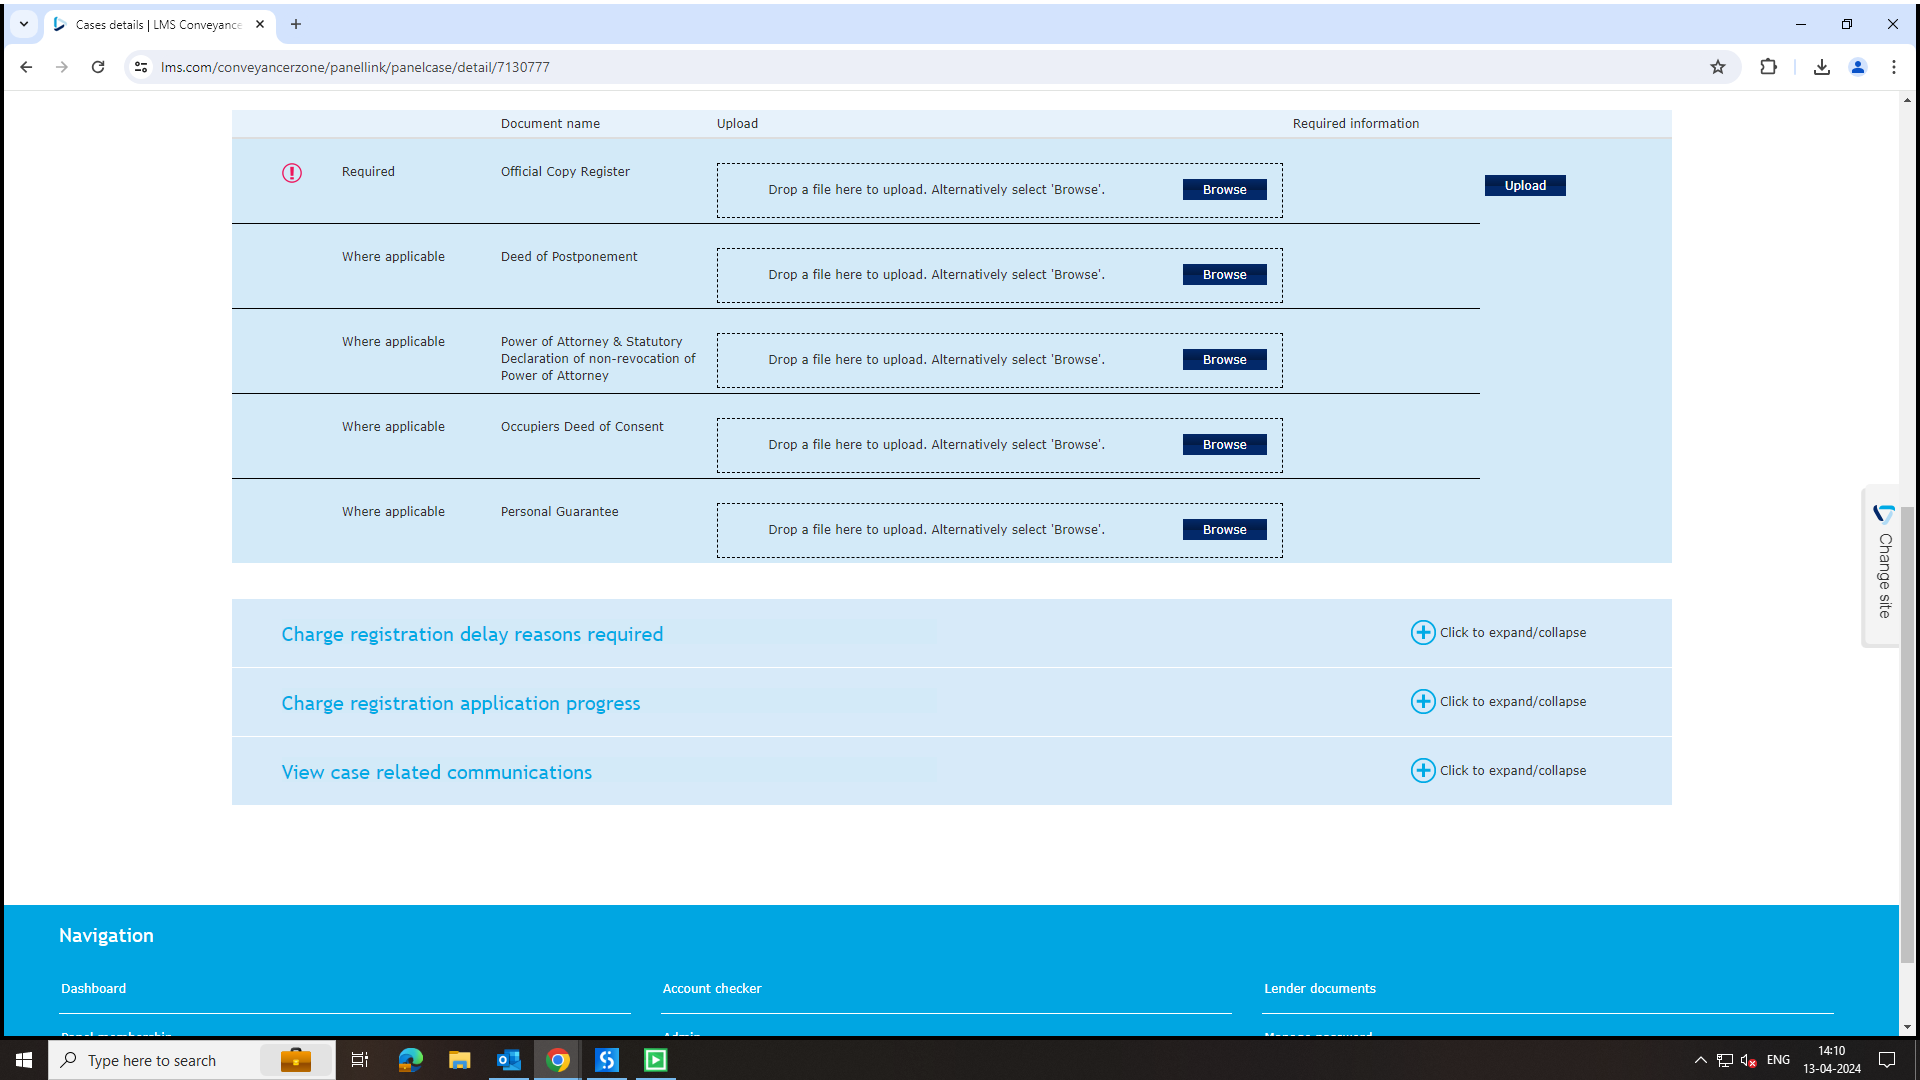 Cases details | LMS Conveyance
lms.com/conveyancerzone/panellink/panelcase/detail/7130777
Document name Upload Required information
Required Official Copy Register Drop a file here to upload. Alternatively select 'Browse'. Browse Upload
Where applicable Deed of Postponement Drop a file here to upload. Alternatively select 'Browse'. Browse
Where applicable Power of Attorney & Statutory
Declaration of non-revocation of
Power of Attorney
Drop a file here to upload. Alternatively select 'Browse'. Browse
Where applicable Occupiers Deed of Consent Drop a file here to upload. Alternatively select 'Browse'. Browse
Where applicable Personal Guarantee Drop a file here to upload. Alternatively select 'Browse'. Browse
Change site
Charge registration delay reasons required Click to expand/collapse
Charge registration application progress Click to expand/collapse
View case related communications Click to expand/collapse
Navigation
Dashboard Account checker Lender documents
Panel membership Admin Manage password
Type here to search
ENG
14:10
13-04-2024